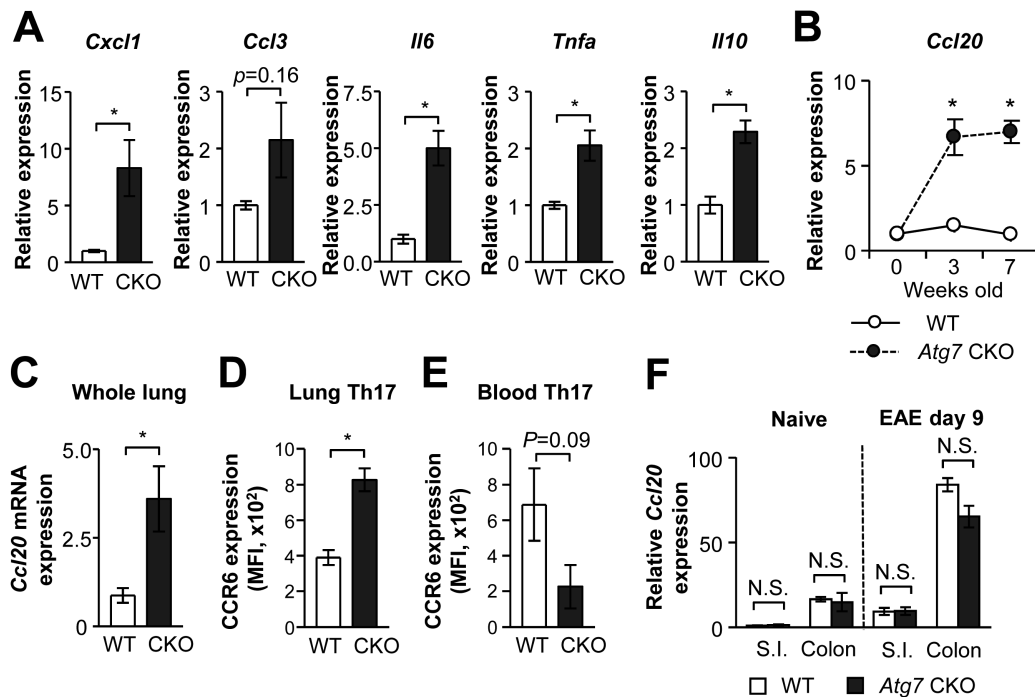 A
Cxcl1
Relative expression
15
10
5
0
*
WT CKO
Ccl3
Relative expression
3
2
1
0
p=0.16
WT CKO
Il6
Relative expression
7.5
5.0
2.5
0.0
*
WT CKO
Tnfa
Relative expression
3
2
1
0
*
WT CKO
Il10
Relative expression
3
2
1
0
*
WT CKO
B
Ccl20
Relative expression
10
5
0
* *
0 3 7
Weeks old
WT
Atg7 CKO
C
Whole lung
Ccl20 mRNA
expression
5.0
2.5
0
*
WT CKO
D
Lung Th17
CCR6 expression
(MFI, x10²)
10
8
6
4
2
0
*
WT CKO
E
Blood Th17
CCR6 expression
(MFI, x10²)
10
8
6
4
2
0
P=0.09
WT CKO
F
Naive
EAE day 9
Relative Ccl20
expression
100
50
0
N.S.
N.S.
N.S.
N.S.
S.I. Colon S.I. Colon
WT Atg7 CKO